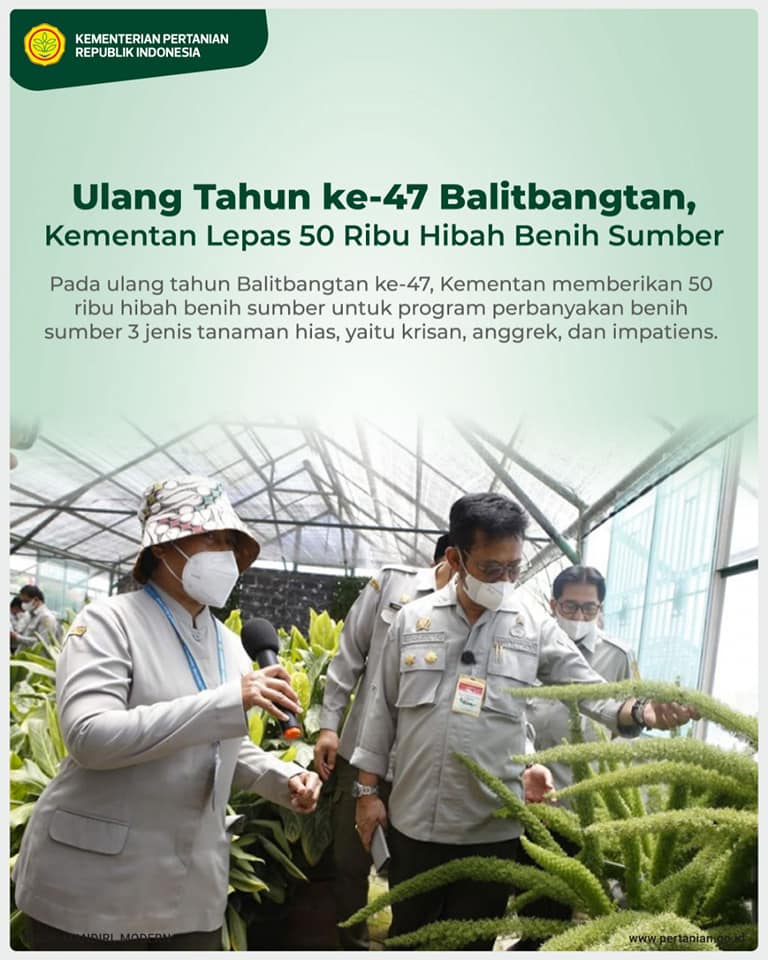 KEMENTERIAN PERTANIAN
REPUBLIK INDONESIA
Ulang Tahun ke-47 Balitbangtan,
Kementan Lepas 50 Ribu Hibah Benih Sumber
Pada ulang tahun Balitbangtan ke-47, Kementan memberikan 50
ribu hibah benih sumber untuk program perbanyakan benih
sumber 3 jenis tanaman hias, yaitu krisan, anggrek, dan impatiens.
www.pertanian.go.id